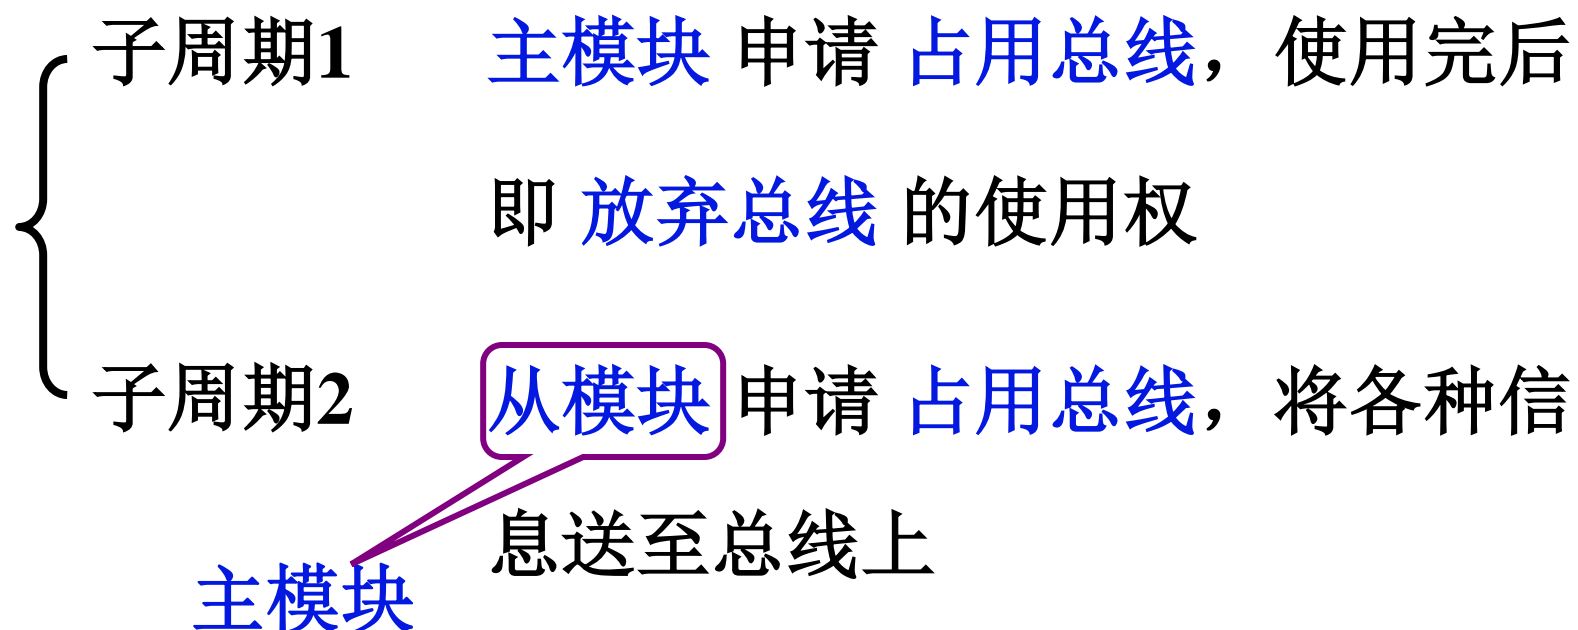 子周期1 主模块 申请 占用总线，使用完后
即 放弃总线 的使用权
子周期2 从模块 申请 占用总线，将各种信
息送至总线上
主模块